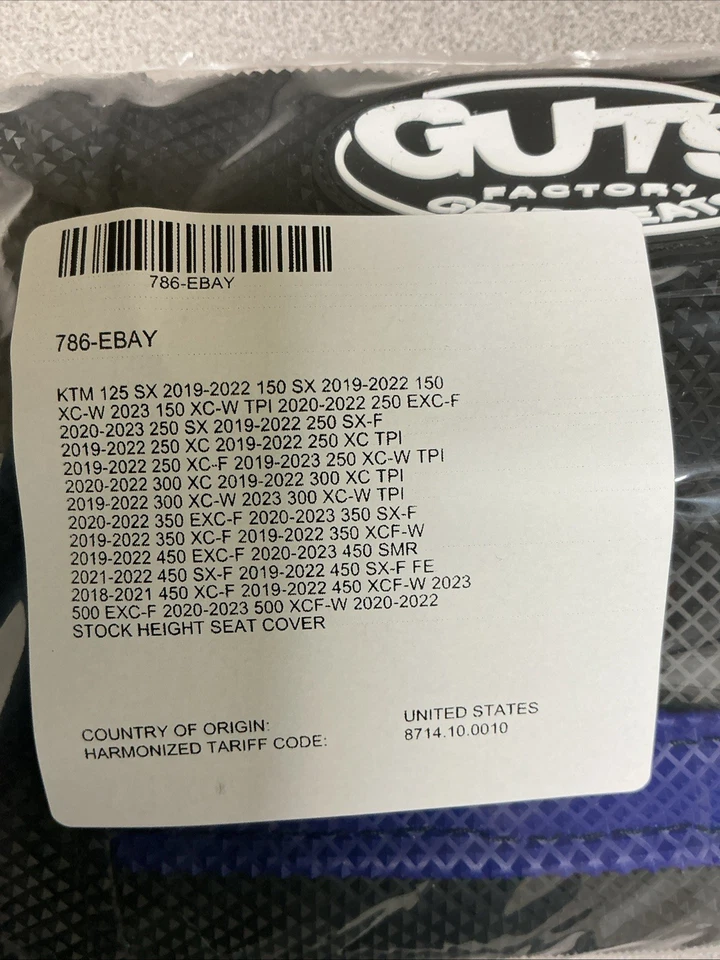 GUTS
FACTORY
786-EBAY
786-EBAY
KTM 125 SX 2019-2022 150 SX 2019-2022 150
XC-W 2023 150 XC-W TPI 2020-2022 250 EXC-F
2020-2023 250 SX 2019-2022 250 SX-F
2019-2022 250 XC 2019-2022 250 XC TPI
2019-2022 250 XC-F 2019-2023 250 XC-W TPI
2020-2022 300 XC 2019-2022 300 XC TPI
2019-2022 300 XC-W 2023 300 XC-W TPI
2020-2022 350 EXC-F 2020-2023 350 SX-F
2019-2022 350 XC-F 2019-2022 350 XCF-W
2019-2022 450 EXC-F 2020-2023 450 SMR
2021-2022 450 SX-F 2019-2022 450 SX-F FE
2018-2021 450 XC-F 2019-2022 450 XCF-W 2023
500 EXC-F 2020-2023 500 XCF-W 2020-2022
STOCK HEIGHT SEAT COVER
COUNTRY OF ORIGIN: UNITED STATES
HARMONIZED TARIFF CODE: 8714.10.0010